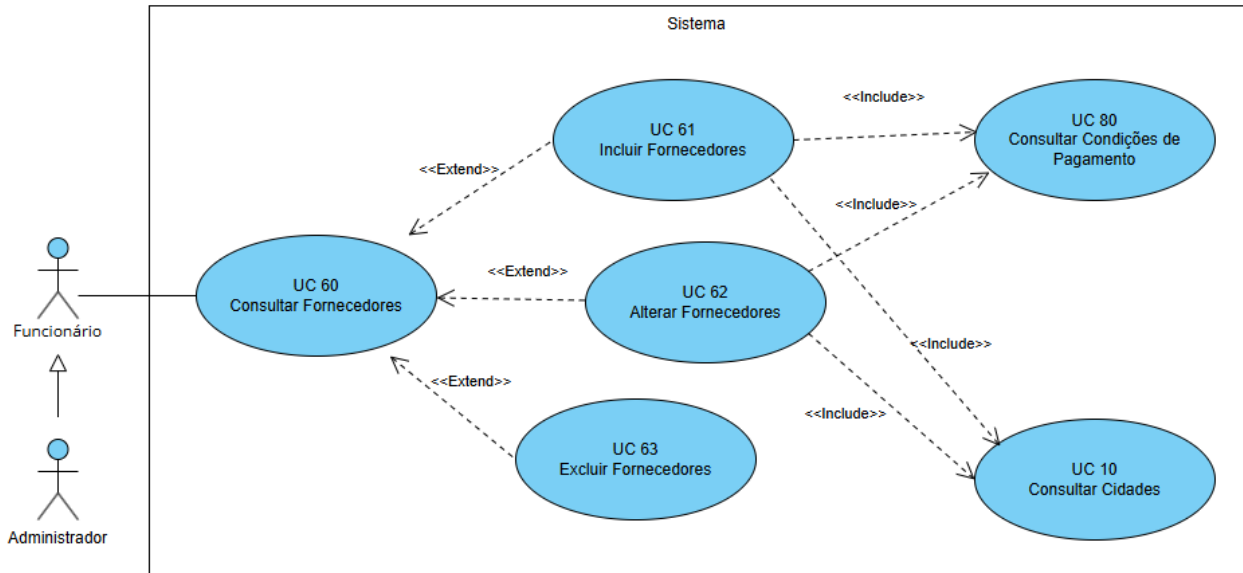 Sistema
UC 61
Incluir Fornecedores
<<Include>>
UC 80
Consultar Condições de
Pagamento
<<Extend>>
<<Include>>
UC 60
Consultar Fornecedores
<<Extend>>
UC 62
Alterar Fornecedores
Funcionário
<<Include>>
<<Extend>>
<<Include>>
UC 63
Excluir Fornecedores
UC 10
Consultar Cidades
Administrador